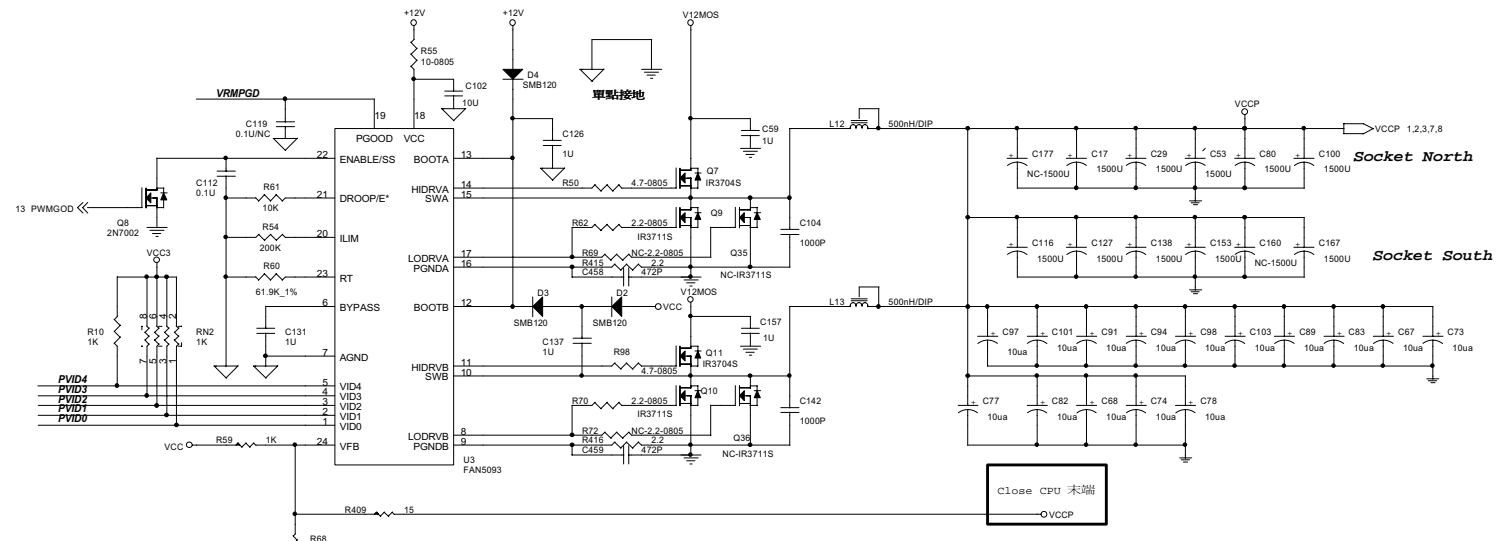 +12V
+12V
V12MOS
R55
10-0805
D4
SMB120
C102
10U
單點接地
VRMPGD
C119
0.1U/NC
19
18
PGOOD VCC
C126
1U
C59
1U
L12
500nH/DIP
VCCP
VCCP 1,2,3,7,8
Socket North
C177
NC-1500U
C17
1500U
C29
1500U
C53
1500U
C80
1500U
C100
1500U
22
ENABLE/SS
BOOTA
13
C112
0.1U
R61
10K
21
DROOP/E*
HIDRVA
14
SWA
15
R50
4.7-0805
Q7
IR3704S
13 PWMGOD
Q8
2N7002
R54
200K
20
ILIM
R62
2.2-0805
IR3711S
Q9
Q35
NC-IR3711S
C104
1000P
LODRVA
17
PGNDA
16
R69
NC-2.2-0805
R415
2.2
C458
472P
C116
1500U
C127
1500U
C138
1500U
C153
1500U
C160
NC-1500U
C167
1500U
Socket South
VCC3
R60
61.9K_1%
23
RT
6
BYPASS
BOOTB
12
D3
SMB120
D2
SMB120
VCC
V12MOS
L13
500nH/DIP
R10
1K
8
6
4
2
7
5
3
1
RN2
1K
C131
1U
7
AGND
C137
1U
C157
1U
HIDRVB
11
SWB
10
R98
4.7-0805
Q11
IR3704S
C97
10ua
C101
10ua
C91
10ua
C94
10ua
C98
10ua
C103
10ua
C89
10ua
C83
10ua
C67
10ua
C73
10ua
PVID4
5
VID4
PVID3
4
VID3
PVID2
3
VID2
PVID1
2
VID1
PVID0
1
VID0
R70
2.2-0805
IR3711S
Q10
Q36
NC-IR3711S
C142
1000P
C77
10ua
C82
10ua
C68
10ua
C74
10ua
C78
10ua
LODRVB
8
PGNDB
9
R72
NC-2.2-0805
R416
2.2
C459
472P
VCC
R59
1K
24
VFB
U3
FAN5093
Close CPU 末端
VCCP
R409
15
R68